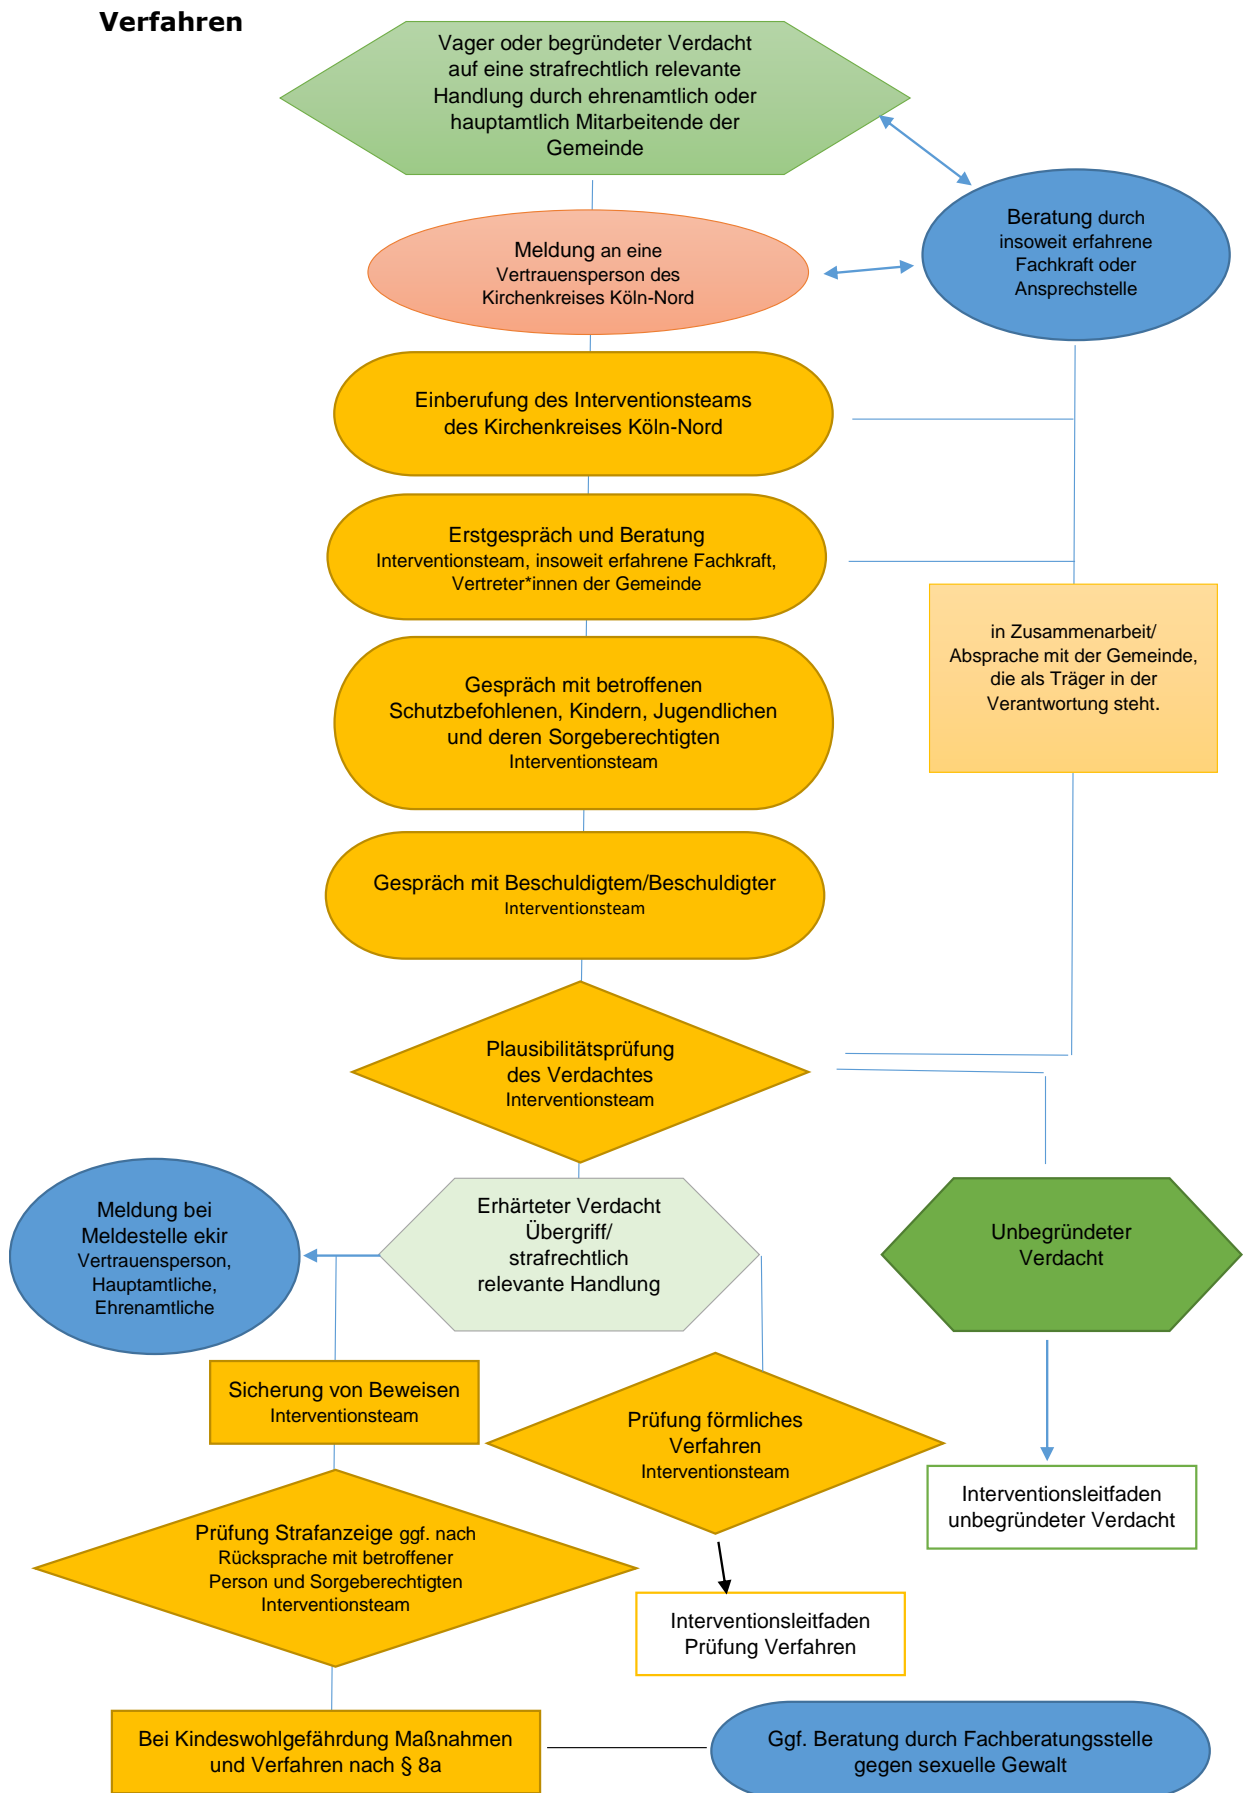 Verfahren
Vager oder begründeter Verdacht
auf eine strafrechtlich relevante
Handlung durch ehrenamtlich oder
hauptamtlich Mitarbeitende der
Gemeinde
Beratung durch
insoweit erfahrene
Fachkraft oder
Ansprechstelle
Meldung an eine
Vertrauensperson des
Kirchenkreises Köln-Nord
Einberufung des Interventionsteams
des Kirchenkreises Köln-Nord
Erstgespräch und Beratung
Interventionsteam, insoweit erfahrene Fachkraft,
Vertreter*innen der Gemeinde
in Zusammenarbeit/
Absprache mit der Gemeinde,
die als Träger in der
Verantwortung steht.
Gespräch mit betroffenen
Schutzbefohlenen, Kindern, Jugendlichen
und deren Sorgeberechtigten
Interventionsteam
Gespräch mit Beschuldigtem/Beschuldigter
Interventionsteam
Plausibilitätsprüfung
des Verdachtes
Interventionsteam
Meldung bei
Meldestelle ekir
Vertrauensperson,
Hauptamtliche,
Ehrenamtliche
Erhärteter Verdacht
Übergriff/
strafrechtlich
relevante Handlung
Unbegründeter
Verdacht
Sicherung von Beweisen
Interventionsteam
Prüfung förmliches
Verfahren
Interventionsteam
Interventionsleitfaden
unbegründeter Verdacht
Prüfung Strafanzeige ggf. nach
Rücksprache mit betroffener
Person und Sorgeberechtigten
Interventionsteam
Interventionsleitfaden
Prüfung Verfahren
Bei Kindeswohlgefährdung Maßnahmen
und Verfahren nach § 8a
Ggf. Beratung durch Fachberatungsstelle
gegen sexuelle Gewalt